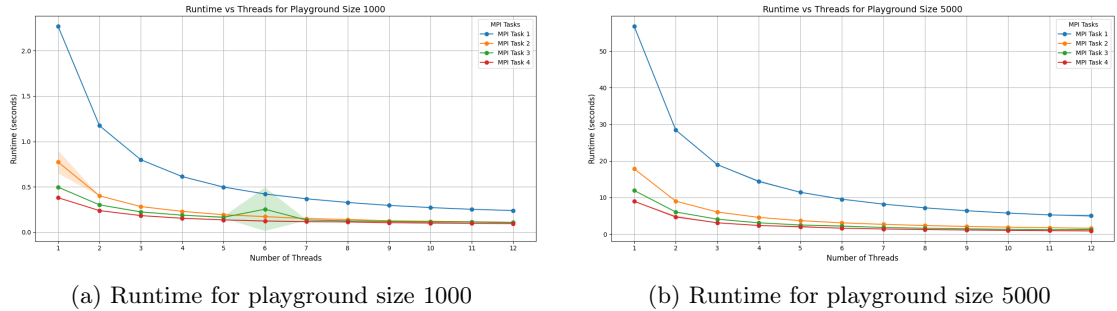 Runtime vs Threads for Playground Size 1000
MPI Tasks
MPI Task 1
MPI Task 2
MPI Task 3
MPI Task 4
2.0
1.5
1.0
0.5
0.0
Runtime (seconds)
1 2 3 4 5 6 7 8 9 10 11 12
Number of Threads
(a) Runtime for playground size 1000
Runtime vs Threads for Playground Size 5000
MPI Tasks
MPI Task 1
MPI Task 2
MPI Task 3
MPI Task 4
50
40
30
20
10
0
Runtime (seconds)
1 2 3 4 5 6 7 8 9 10 11 12
Number of Threads
(b) Runtime for playground size 5000